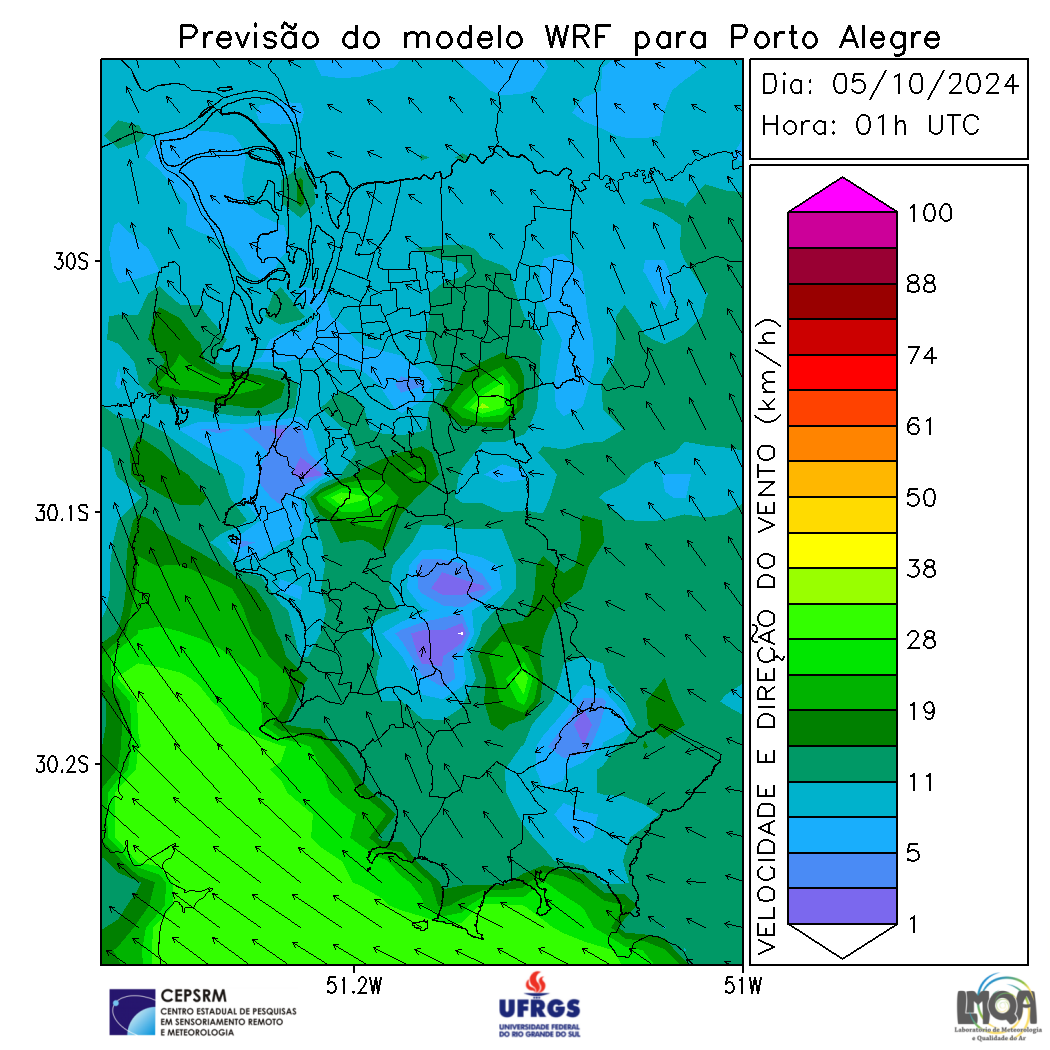 Previsão do modelo WRF para Porto Alegre
Dia: 05/10/2024
Hora: 01h UTC
30S
30.1S
30.2S
51.2W
51W
VELOCIDADE E DIREÇÃO DO VENTO (km/h)
100
88
74
61
50
38
28
19
11
5
1
CEPSRM
CENTRO ESTADUAL DE PESQUISAS
EM SENSORIAMENTO REMOTO
E METEOROLOGIA
UFRGS
UNIVERSIDADE FEDERAL
DO RIO GRANDE DO SUL
LMQA
Laboratório de Meteorologia
e Qualidade do Ar